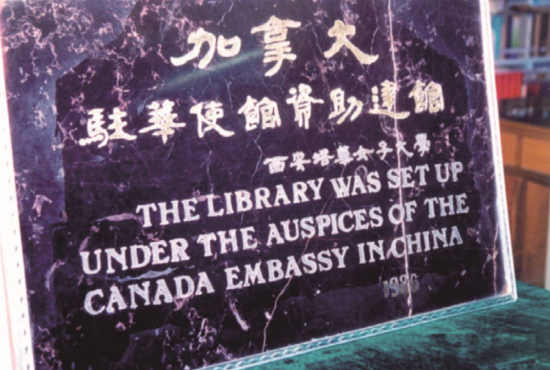 加拿大
駐華使館資助建館
西安培華女子大學
THE LIBRARY WAS SET UP
UNDER THE AUSPICES OF THE
CANADA EMBASSY IN CHINA